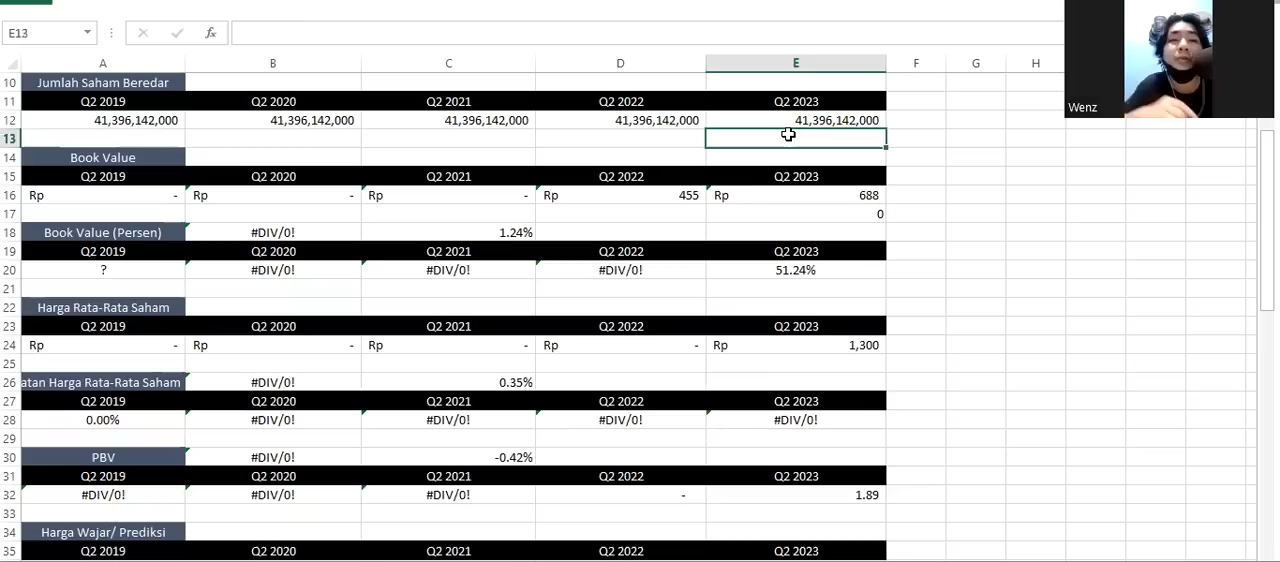 E13
fx
A B C D E F G H
10 Jumlah Saham Beredar
11 Q2 2019 Q2 2020 Q2 2021 Q2 2022 Q2 2023
12 41,396,142,000 41,396,142,000 41,396,142,000 41,396,142,000 41,396,142,000
13
14 Book Value
15 Q2 2019 Q2 2020 Q2 2021 Q2 2022 Q2 2023
16 Rp - Rp - Rp - Rp 455 Rp 688
17 0
18 Book Value (Persen) #DIV/0! 1.24%
19 Q2 2019 Q2 2020 Q2 2021 Q2 2022 Q2 2023
20 ? #DIV/0! #DIV/0! #DIV/0! 51.24%
21
22 Harga Rata-Rata Saham
23 Q2 2019 Q2 2020 Q2 2021 Q2 2022 Q2 2023
24 Rp - Rp - Rp - Rp - Rp 1,300
25
26 atan Harga Rata-Rata Saham #DIV/0! 0.35%
27 Q2 2019 Q2 2020 Q2 2021 Q2 2022 Q2 2023
28 0.00% #DIV/0! #DIV/0! #DIV/0! #DIV/0!
29
30 PBV #DIV/0! -0.42%
31 Q2 2019 Q2 2020 Q2 2021 Q2 2022 Q2 2023
32 #DIV/0! #DIV/0! #DIV/0! - 1.89
33
34 Harga Wajar/ Prediksi
35 Q2 2019 Q2 2020 Q2 2021 Q2 2022 Q2 2023
Wenz